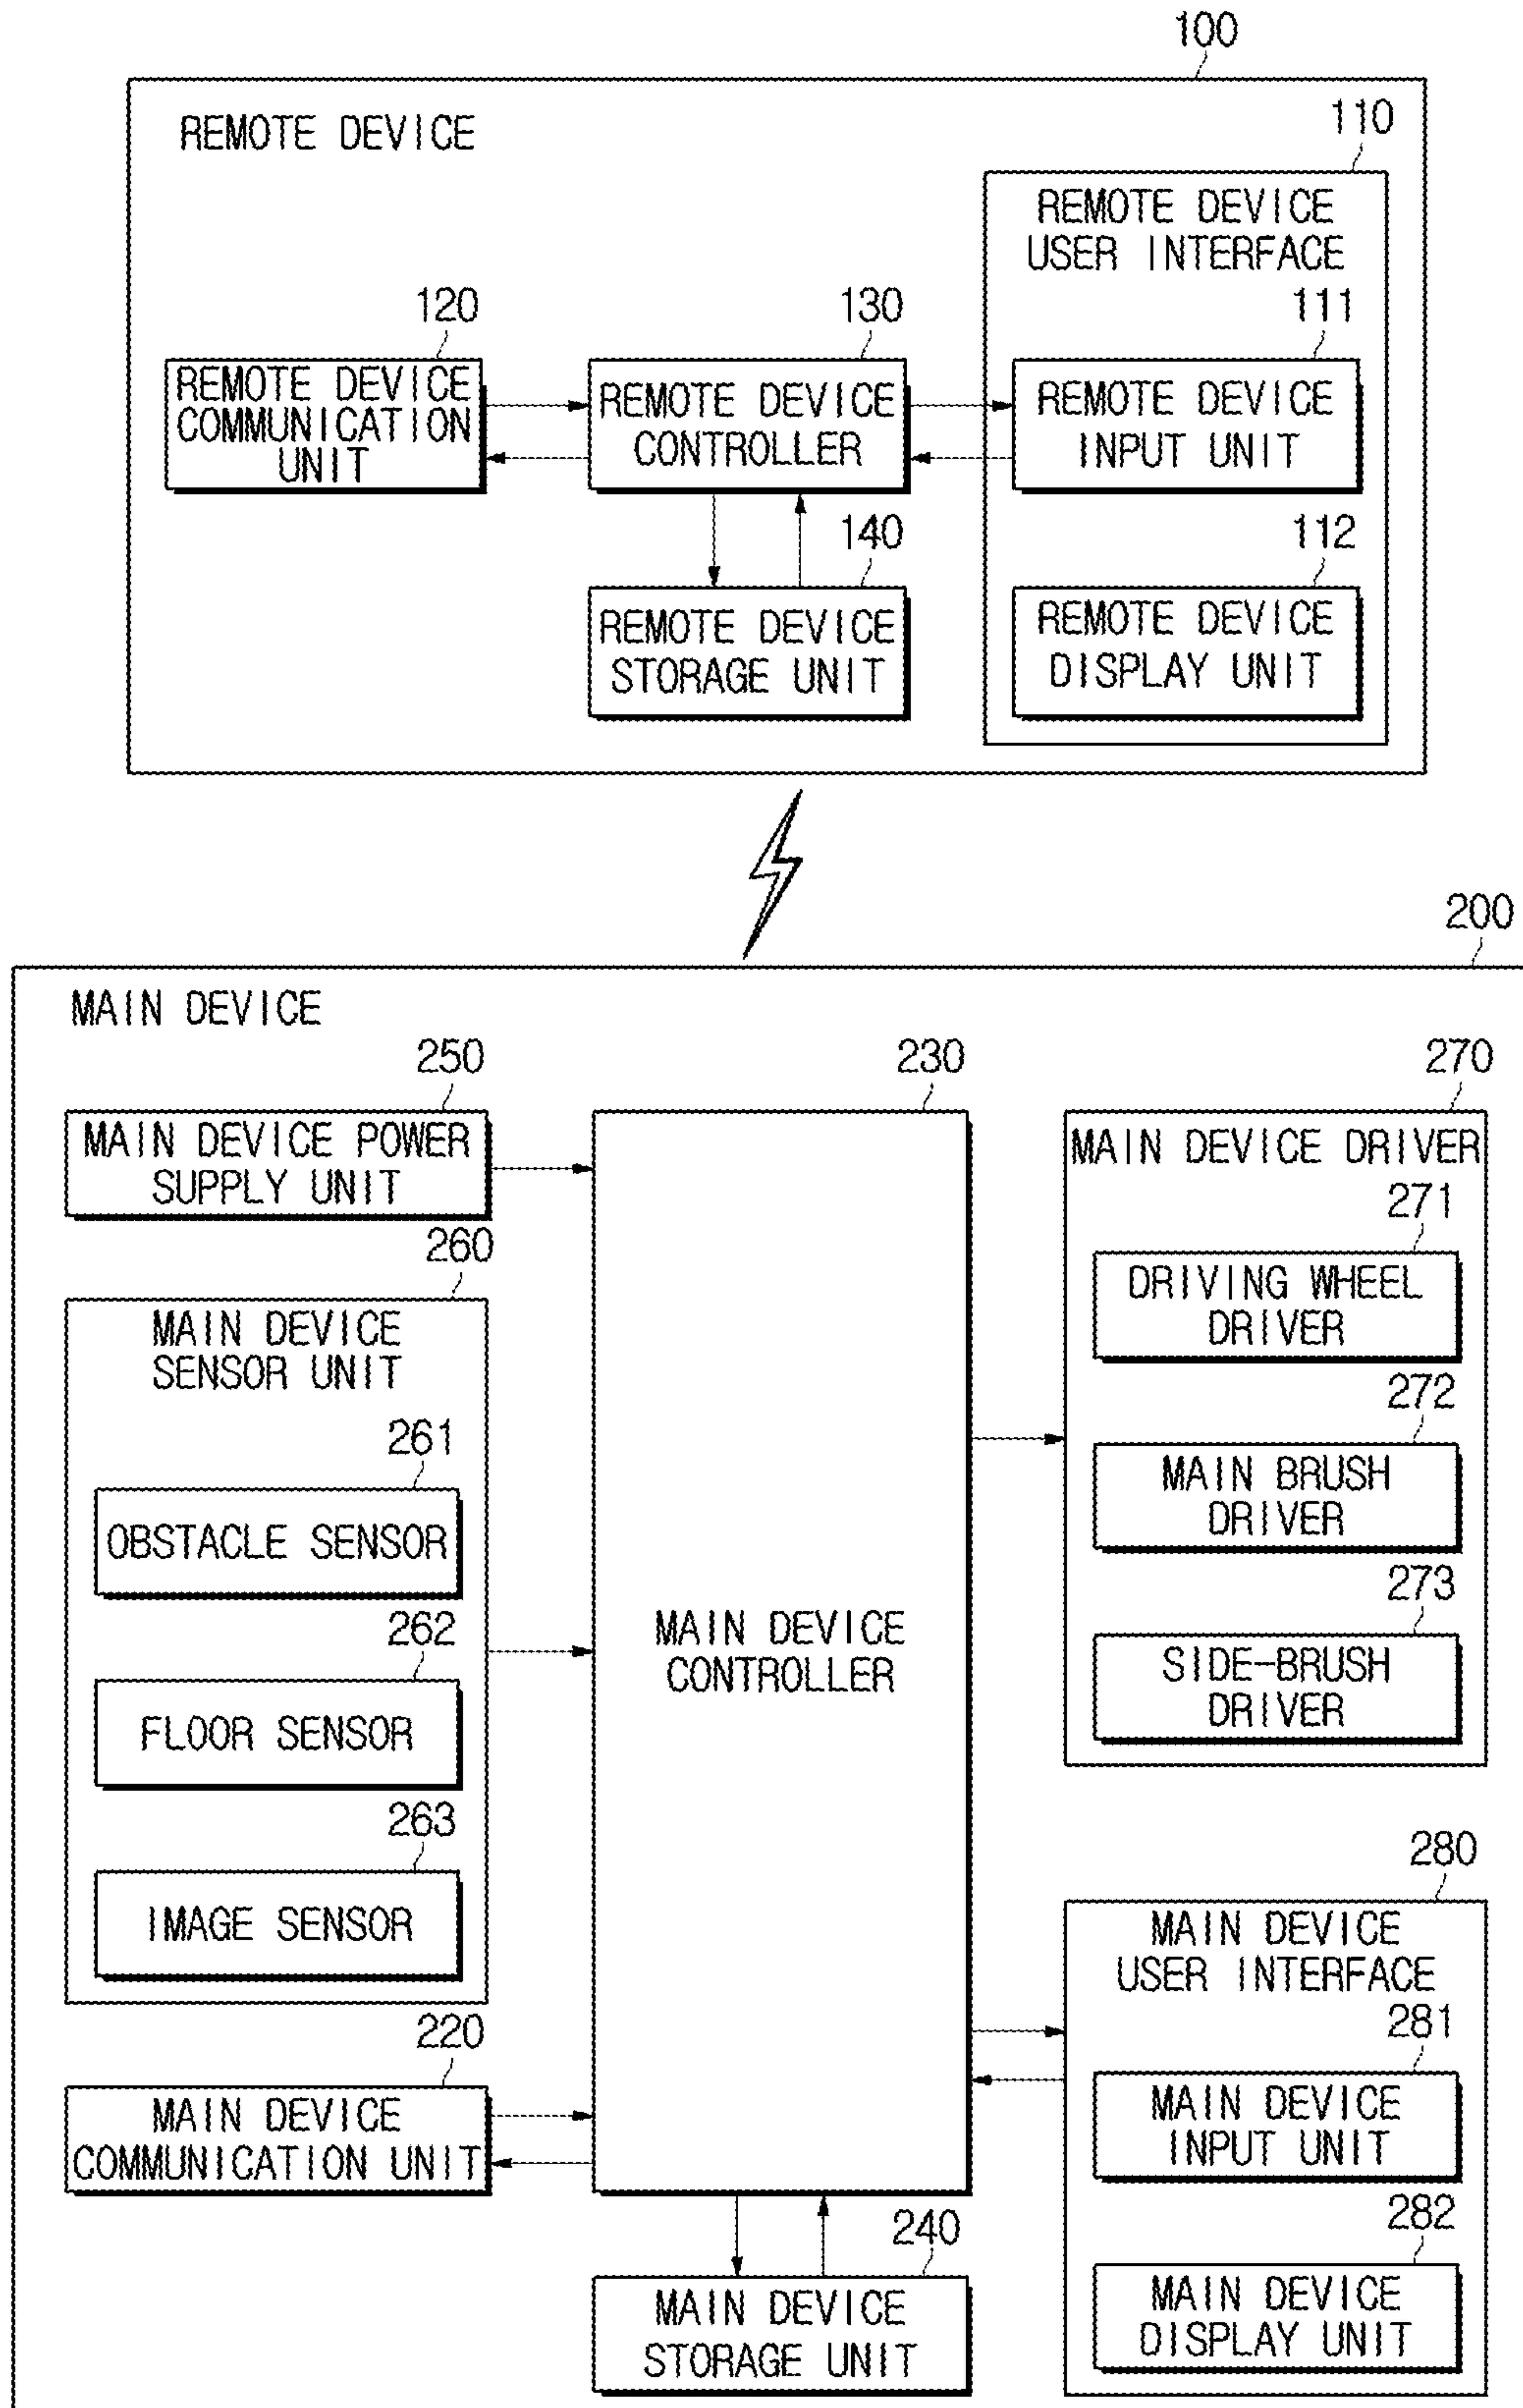 100
REMOTE DEVICE
110
REMOTE DEVICE
USER INTERFACE
120
REMOTE DEVICE
COMMUNICATION
UNIT
130
REMOTE DEVICE
CONTROLLER
111
REMOTE DEVICE
INPUT UNIT
140
REMOTE DEVICE
STORAGE UNIT
112
REMOTE DEVICE
DISPLAY UNIT
200
MAIN DEVICE
250
MAIN DEVICE POWER
SUPPLY UNIT
260
MAIN DEVICE
SENSOR UNIT
261
OBSTACLE SENSOR
262
FLOOR SENSOR
263
IMAGE SENSOR
220
MAIN DEVICE
COMMUNICATION UNIT
230
MAIN DEVICE
CONTROLLER
240
MAIN DEVICE
STORAGE UNIT
270
MAIN DEVICE DRIVER
271
DRIVING WHEEL
DRIVER
272
MAIN BRUSH
DRIVER
273
SIDE-BRUSH
DRIVER
280
MAIN DEVICE
USER INTERFACE
281
MAIN DEVICE
INPUT UNIT
282
MAIN DEVICE
DISPLAY UNIT